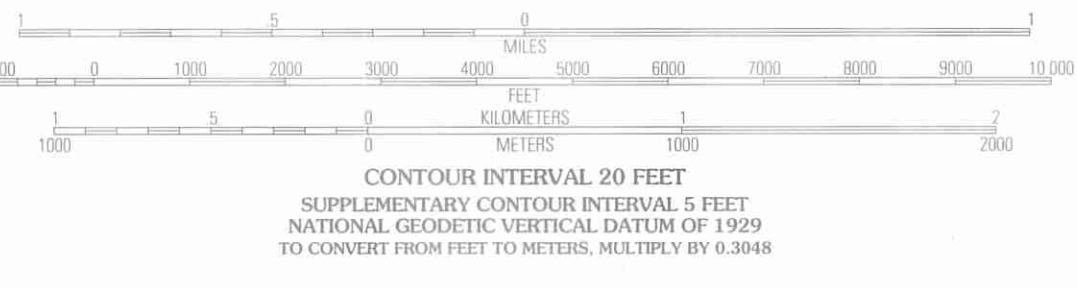 1 .5 0 1
MILES
0 1000 2000 3000 4000 5000 6000 7000 8000 9000 10 000
FEET
1 .5 0 KILOMETERS 1 2
1000 0 METERS 1000 2000
CONTOUR INTERVAL 20 FEET
SUPPLEMENTARY CONTOUR INTERVAL 5 FEET
NATIONAL GEODETIC VERTICAL DATUM OF 1929
TO CONVERT FROM FEET TO METERS, MULTIPLY BY 0.3048